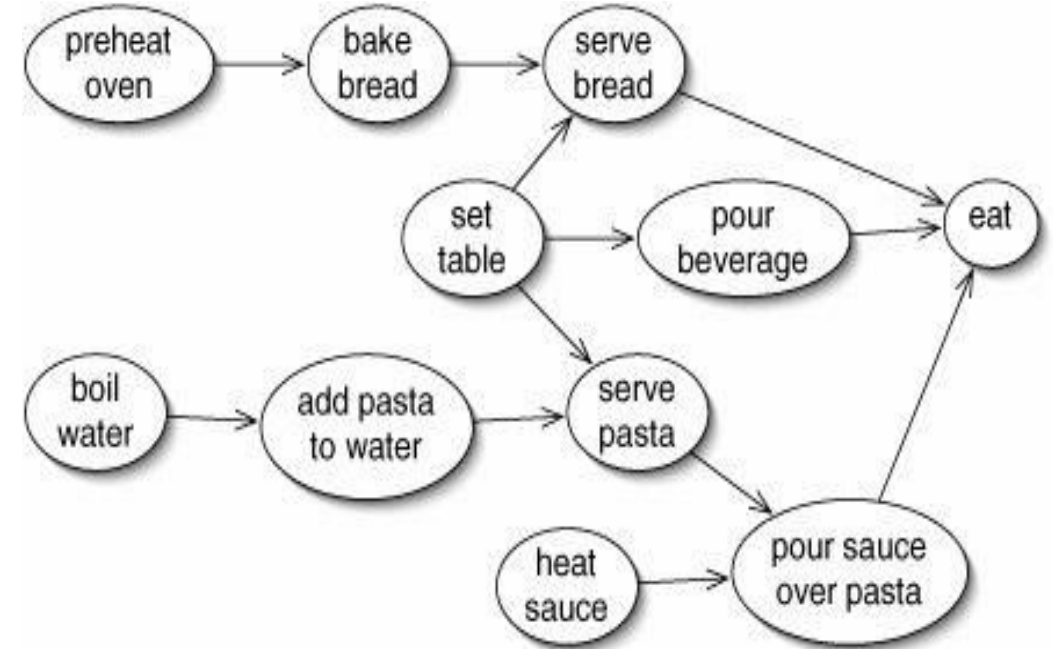 preheat
oven
bake
bread
serve
bread
set
table
pour
beverage
eat
boil
water
add pasta
to water
serve
pasta
heat
sauce
pour sauce
over pasta